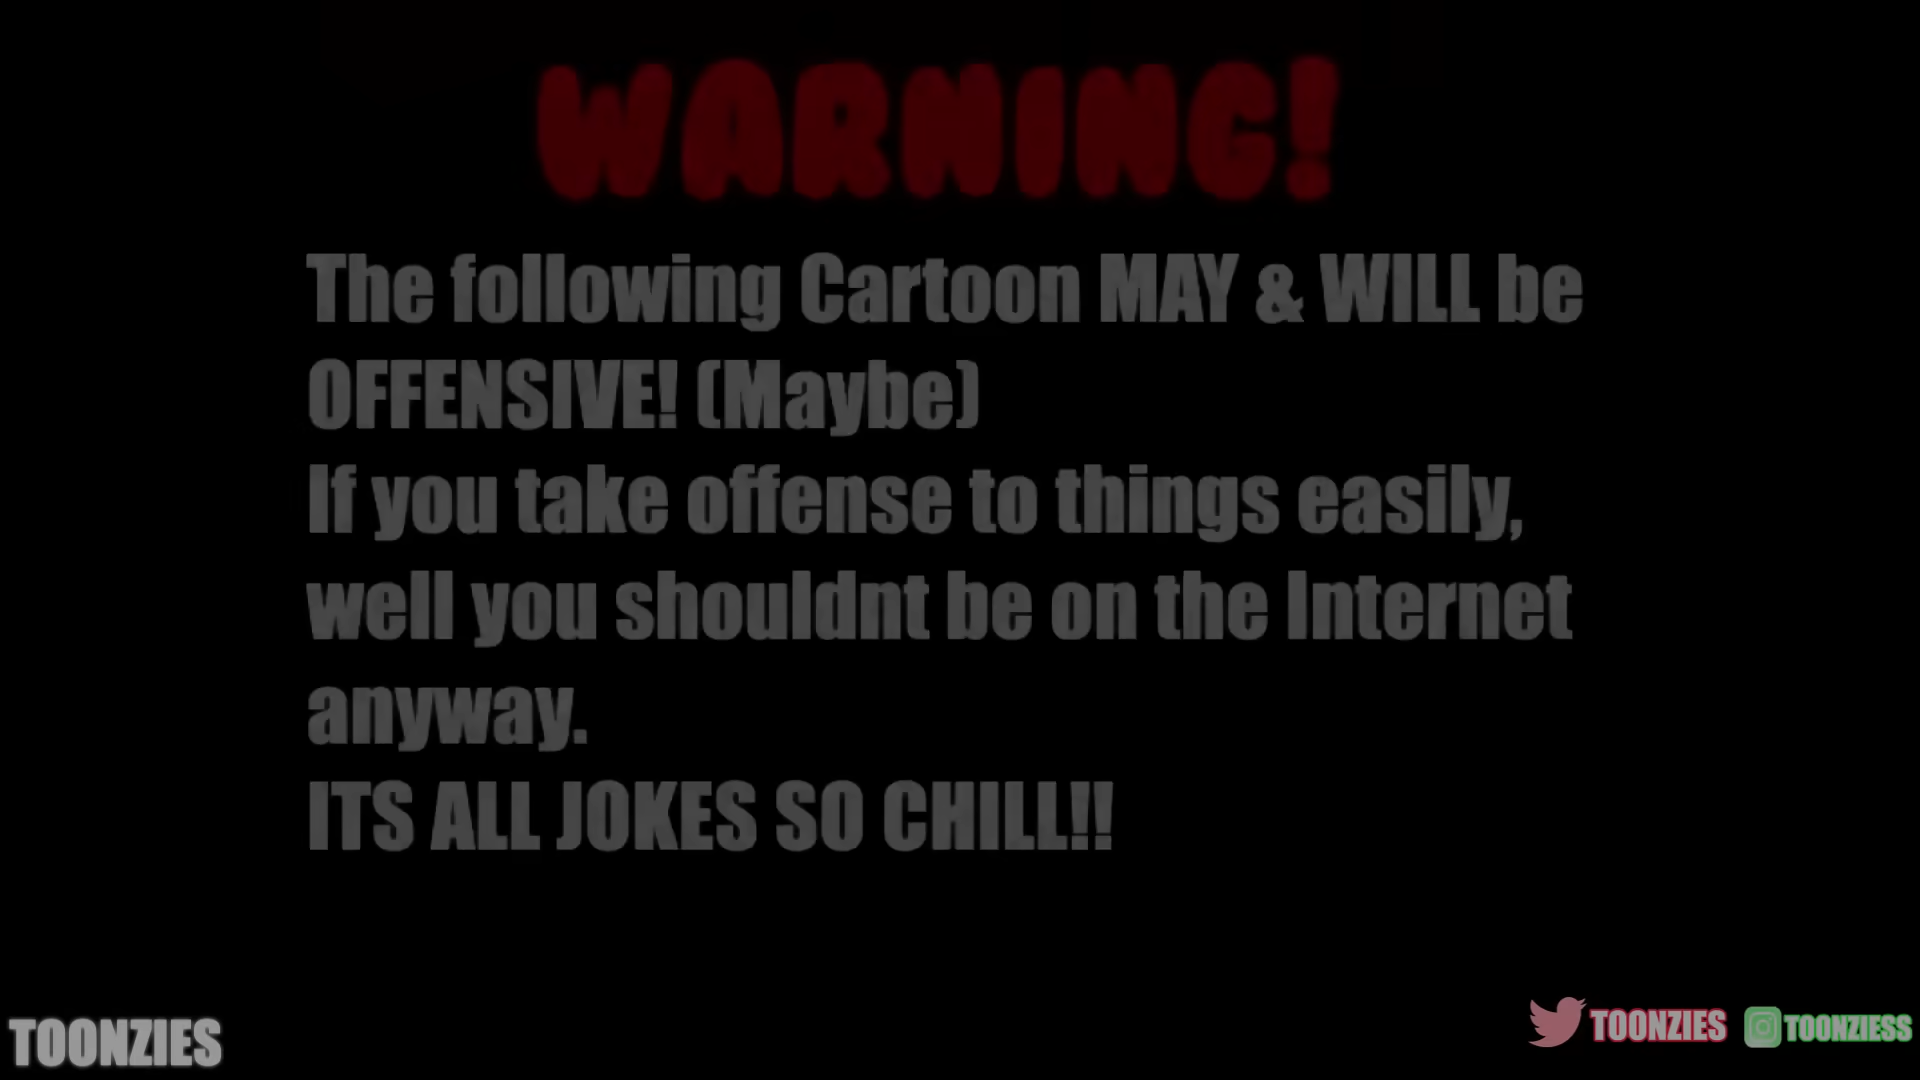 WARNING!
The following Cartoon MAY & WILL be
OFFENSIVE! (Maybe)
If you take offense to things easily,
well you shouldnt be on the Internet
anyway.
ITS ALL JOKES SO CHILL!!
TOONZIES
TOONZIES
TOONZIESS